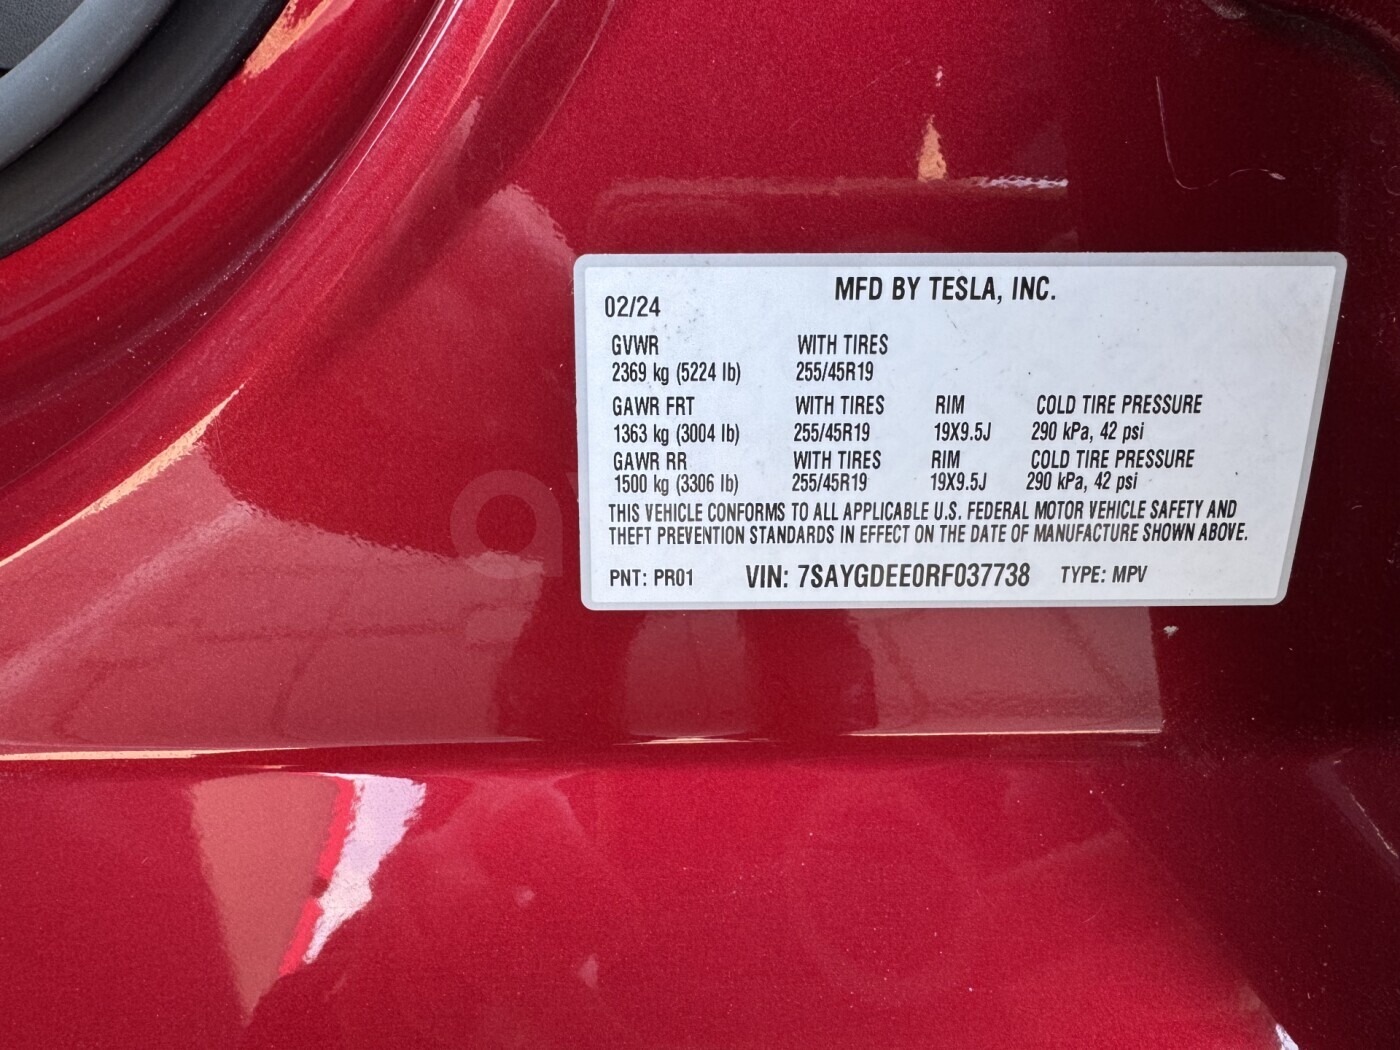 MFD BY TESLA, INC.
02/24
GVWR WITH TIRES
2369 kg (5224 lb) 255/45R19
GAWR FRT WITH TIRES RIM COLD TIRE PRESSURE
1363 kg (3004 lb) 255/45R19 19X9.5J 290 kPa, 42 psi
GAWR RR WITH TIRES RIM COLD TIRE PRESSURE
1500 kg (3306 lb) 255/45R19 19X9.5J 290 kPa, 42 psi
THIS VEHICLE CONFORMS TO ALL APPLICABLE U.S. FEDERAL MOTOR VEHICLE SAFETY AND
THEFT PREVENTION STANDARDS IN EFFECT ON THE DATE OF MANUFACTURE SHOWN ABOVE.
PNT: PR01 VIN: 7SAYGDEE0RF037738 TYPE: MPV